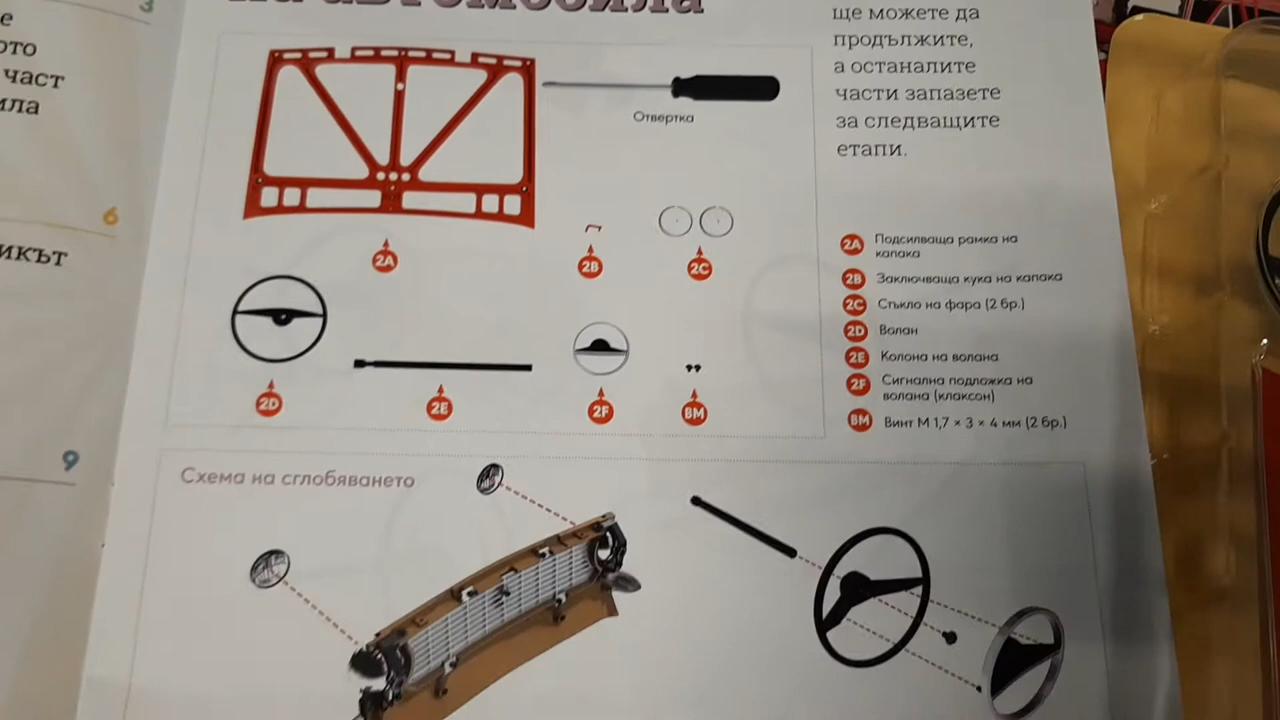 3
е
ото
част
ила
6
икът
9
на автомобила
ще можете да
продължите,
а останалите
части запазете
за следващите
етапи.
Отвертка
2A
2B
2C
2D
2E
2F
BM
2A Подсилваща рамка на
капака
2B Заключваща кука на капака
2C Стъкло на фара (2 бр.)
2D Волан
2E Колона на волана
2F Сигнална подложка на
волана (клаксон)
BM Винт M 1,7 × 3 × 4 мм (2 бр.)
Схема на сглобяването